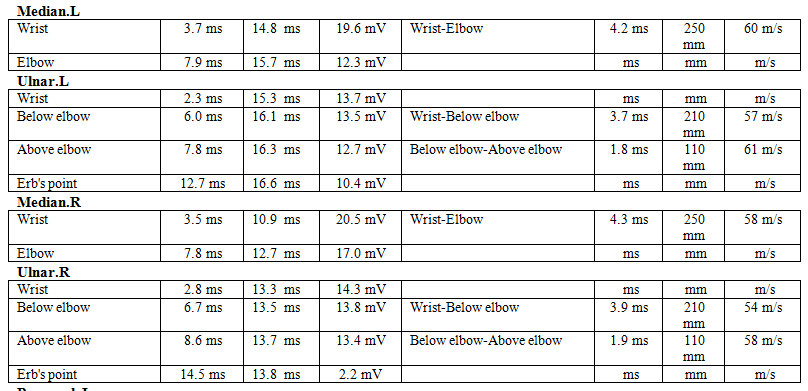 Median.L
Wrist 3.7 ms 14.8 ms 19.6 mV Wrist-Elbow 4.2 ms 250 mm 60 m/s
Elbow 7.9 ms 15.7 ms 12.3 mV ms mm m/s
Ulnar.L
Wrist 2.3 ms 15.3 ms 13.7 mV ms mm m/s
Below elbow 6.0 ms 16.1 ms 13.5 mV Wrist-Below elbow 3.7 ms 210 mm 57 m/s
Above elbow 7.8 ms 16.3 ms 12.7 mV Below elbow-Above elbow 1.8 ms 110 mm 61 m/s
Erb's point 12.7 ms 16.6 ms 10.4 mV ms mm m/s
Median.R
Wrist 3.5 ms 10.9 ms 20.5 mV Wrist-Elbow 4.3 ms 250 mm 58 m/s
Elbow 7.8 ms 12.7 ms 17.0 mV ms mm m/s
Ulnar.R
Wrist 2.8 ms 13.3 ms 14.3 mV ms mm m/s
Below elbow 6.7 ms 13.5 ms 13.8 mV Wrist-Below elbow 3.9 ms 210 mm 54 m/s
Above elbow 8.6 ms 13.7 ms 13.4 mV Below elbow-Above elbow 1.9 ms 110 mm 58 m/s
Erb's point 14.5 ms 13.8 ms 2.2 mV ms mm m/s